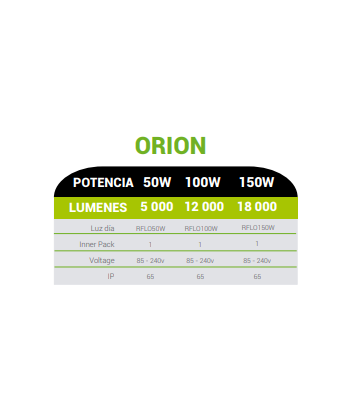 ORION
POTENCIA 50W 100W 150W
LUMENES 5 000 12 000 18 000
Luz día RFLO50W RFLO100W RFLO150W
Inner Pack 1 1 1
Voltage 85 - 240v 85 - 240v 85 - 240v
IP 65 65 65